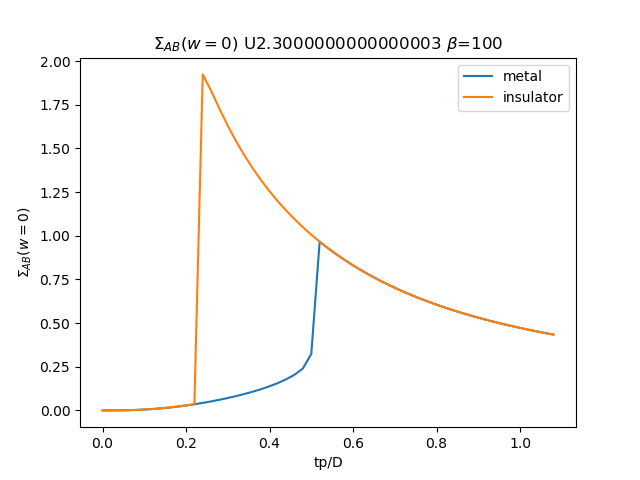 Σ_AB(w = 0) U2.3000000000000003 β=100
metal
insulator
Σ_AB(w = 0)
2.00
1.75
1.50
1.25
1.00
0.75
0.50
0.25
0.00
0.0 0.2 0.4 0.6 0.8 1.0
tp/D